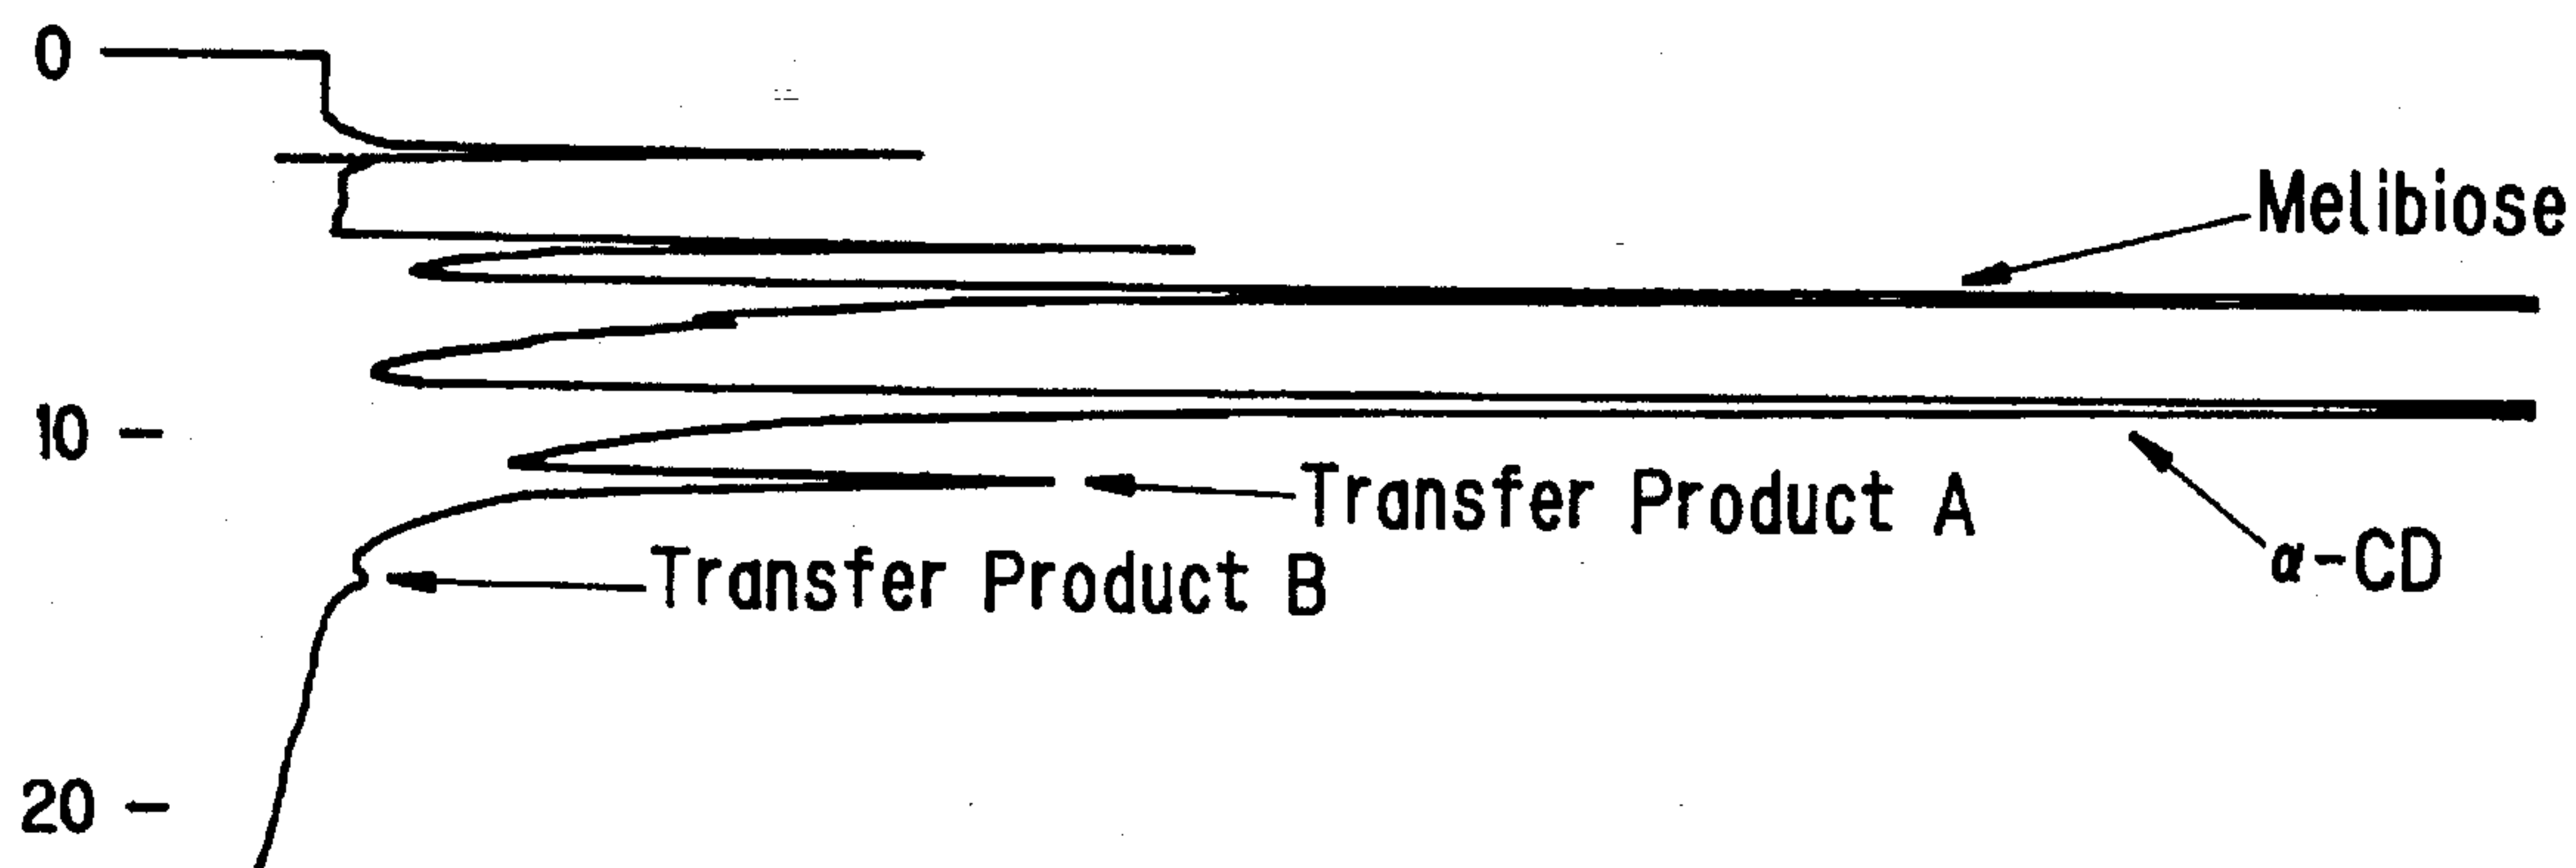 0
Melibiose
10
Transfer Product A
α-CD
Transfer Product B
20